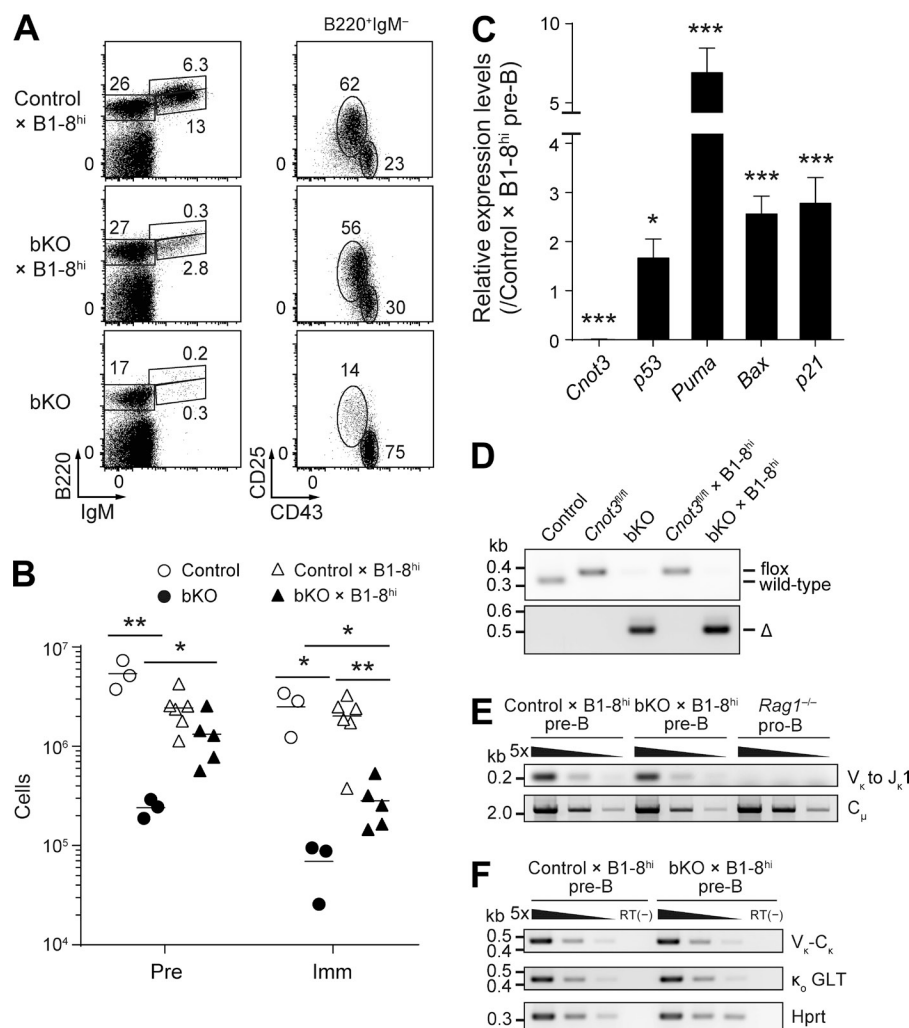 A
B220⁺IgM⁻
Control
× B1-8ʰⁱ
26
6.3
13
0
62
23
bKO
× B1-8ʰⁱ
27
0.3
2.8
0
56
30
bKO
17
0.2
0.3
0
0
14
75
0
0
B220
IgM
CD25
CD43
B
Control
bKO
Control × B1-8ʰⁱ
bKO × B1-8ʰⁱ
** * * * **
Cells
10⁷
10⁶
10⁵
10⁴
Pre Imm
C
Relative expression levels
(/Control × B1-8ʰⁱ pre-B)
10
5
4
3
2
1
0
*** * *** *** ***
Cnot3 p53 Puma Bax p21
D
Control Cnot3ᶠˡ/ᶠˡ bKO Cnot3ᶠˡ/ᶠˡ × B1-8ʰⁱ bKO × B1-8ʰⁱ
kb
0.4
0.3
flox
wild-type
0.6
0.5
Δ
E
Control × B1-8ʰⁱ bKO × B1-8ʰⁱ Rag1⁻/⁻
pre-B pre-B pro-B
kb 5x
0.2 Vκ to Jκ1
2.0 Cμ
F
Control × B1-8ʰⁱ bKO × B1-8ʰⁱ
pre-B pre-B
kb 5x RT(−) RT(−)
0.5
0.4
Vκ-Cκ
0.5
0.4
κo GLT
0.3 Hprt